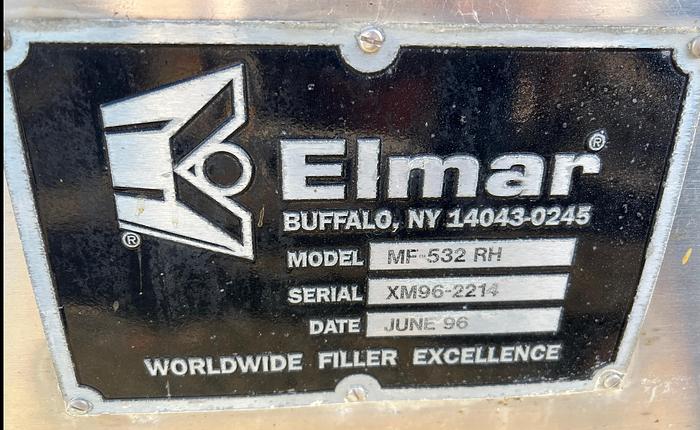 Elmar®
®
BUFFALO, NY 14043-0245
MODEL MF-532 RH
SERIAL XM96-2214
DATE JUNE 96
WORLDWIDE FILLER EXCELLENCE